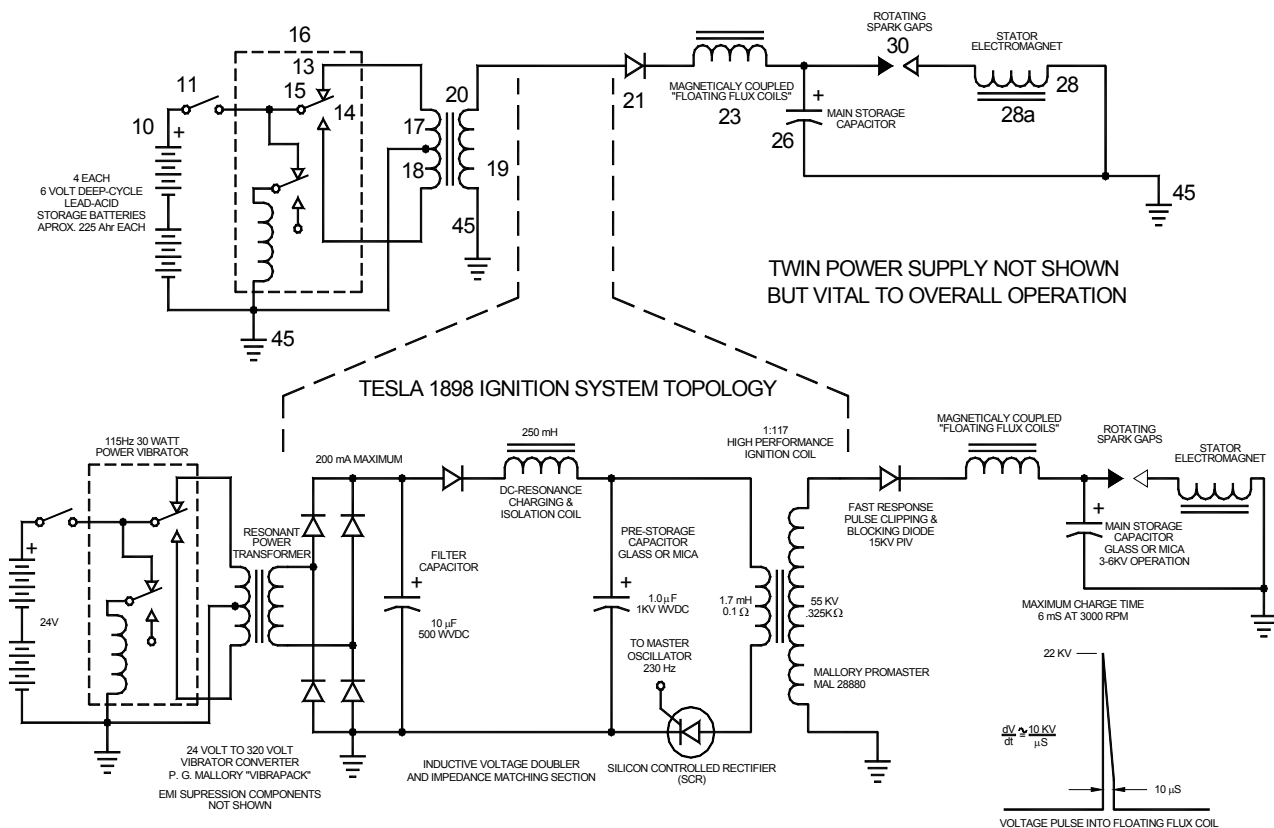 16
13
11
15
14
10
+
17
18
20
19
45
21
MAGNETICALY COUPLED
"FLOATING FLUX COILS"
23
+
26
MAIN STORAGE
CAPACITOR
ROTATING
SPARK GAPS
30
STATOR
ELECTROMAGNET
28
28a
45
4 EACH
6 VOLT DEEP-CYCLE
LEAD-ACID
STORAGE BATTERIES
APROX. 225 Ahr EACH
45
TWIN POWER SUPPLY NOT SHOWN
BUT VITAL TO OVERALL OPERATION
TESLA 1898 IGNITION SYSTEM TOPOLOGY
115Hz 30 WATT
POWER VIBRATOR
+
24V
RESONANT
POWER
TRANSFORMER
200 mA MAXIMUM
FILTER
CAPACITOR
+
10 µF
500 WVDC
250 mH
DC-RESONANCE
CHARGING &
ISOLATION COIL
PRE-STORAGE
CAPACITOR
GLASS OR MICA
+
1.0 µF
1KV WVDC
1:117
HIGH PERFORMANCE
IGNITION COIL
1.7 mH
0.1 Ω
55 KV
.325KΩ
TO MASTER
OSCILLATOR
230 Hz
MALLORY PROMASTER
MAL 28880
FAST RESPONSE
PULSE CLIPPING &
BLOCKING DIODE
15KV PIV
MAGNETICALY COUPLED
"FLOATING FLUX COILS"
ROTATING
SPARK GAPS
STATOR
ELECTROMAGNET
+
MAIN STORAGE
CAPACITOR
GLASS OR MICA
3-6KV OPERATION
MAXIMUM CHARGE TIME
6 mS AT 3000 RPM
24 VOLT TO 320 VOLT
VIBRATOR CONVERTER
P. G. MALLORY "VIBRAPACK"
EMI SUPRESSION COMPONENTS
NOT SHOWN
INDUCTIVE VOLTAGE DOUBLER
AND IMPEDANCE MATCHING SECTION
SILICON CONTROLLED RECTIFIER
(SCR)
22 KV
dV/dt ≈ 10 KV/µS
10 µS
VOLTAGE PULSE INTO FLOATING FLUX COIL